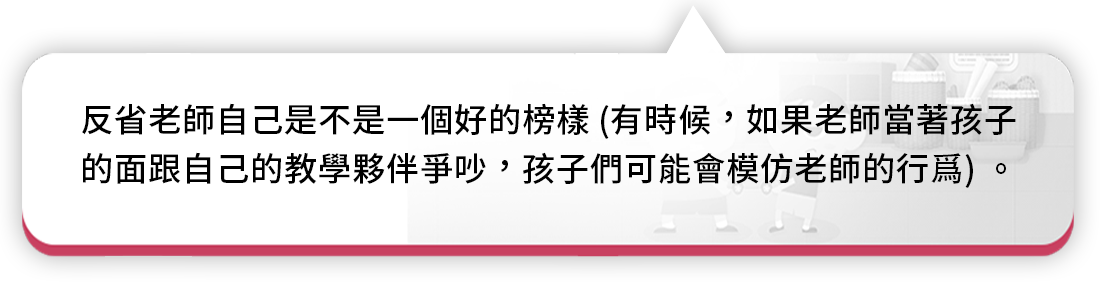 反省老師自己是不是一個好的榜樣 (有時候，如果老師當著孩子
的面跟自己的教學夥伴爭吵，孩子們可能會模仿老師的行爲) 。